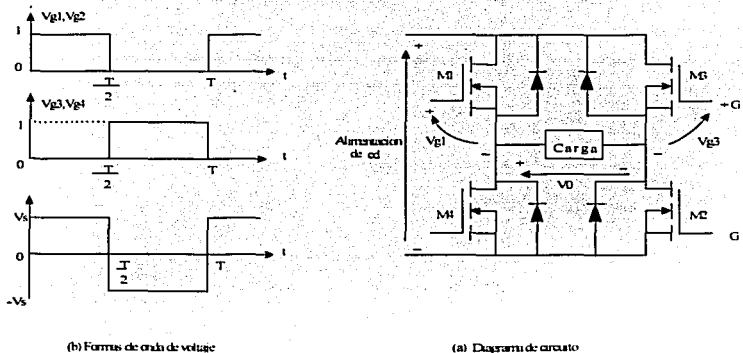 Vg1,Vg2
1
0
T
2
T
t
Vg3,Vg4
1
0
T
2
T
t
Vs
0
T
2
T
t
-Vs
(b) Formas de onda de voltaje
+
M1
M3
+
+G
Alimentacion
de cd
Vg1
-
Carga
-
Vg3
+
V0
-
M4
M2
G
-
(a) Diagrama de circuito